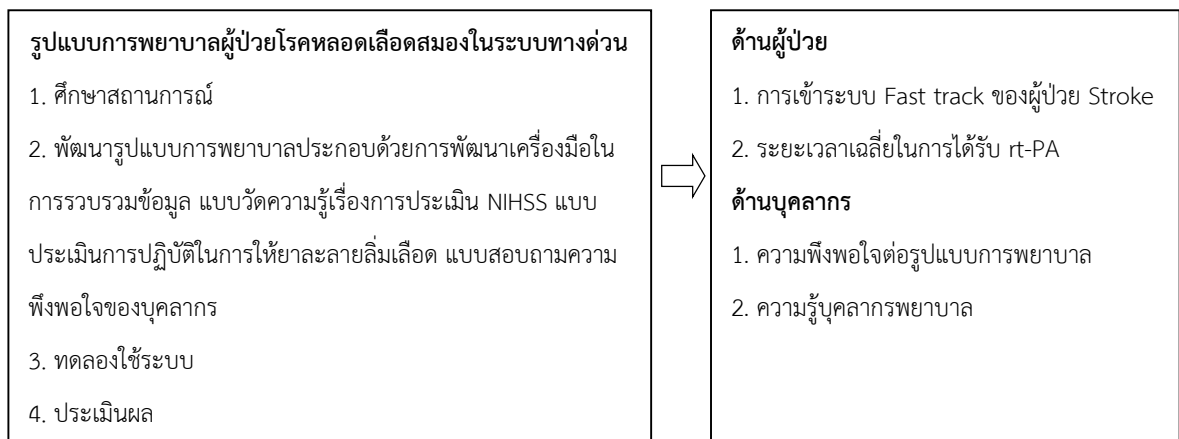 รูปแบบการพยาบาลผู้ป่วยโรคหลอดเลือดสมองในระบบทางด่วน
1. ศึกษาสถานการณ์
2. พัฒนารูปแบบการพยาบาลประกอบด้วยการพัฒนาเครื่องมือใน
การรวบรวมข้อมูล แบบวัดความรู้เรื่องการประเมิน NIHSS แบบ
ประเมินการปฏิบัติในการให้ยาละลายลิ่มเลือด แบบสอบถามความ
พึงพอใจของบุคลากร
3. ทดลองใช้ระบบ
4. ประเมินผล
ด้านผู้ป่วย
1. การเข้าระบบ Fast track ของผู้ป่วย Stroke
2. ระยะเวลาเฉลี่ยในการได้รับ rt-PA
ด้านบุคลากร
1. ความพึงพอใจต่อรูปแบบการพยาบาล
2. ความรู้บุคลากรพยาบาล